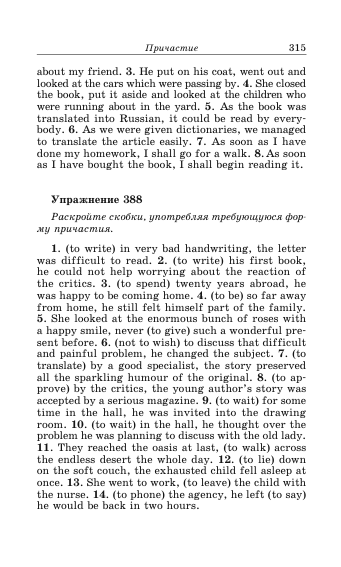 Причастие 315
about my friend. 3. He put on his coat, went out and
looked at the cars which were passing by. 4. She closed
the book, put it aside and looked at the children who
were running about in the yard. 5. As the book was
translated into Russian, it could be read by every-
body. 6. As we were given dictionaries, we managed
to translate the article easily. 7. As soon as I have
done my homework, I shall go for a walk. 8. As soon
as I have bought the book, I shall begin reading it.
Упражнение 388
Раскройте скобки, употребляя требующуюся фор-
му причастия.
1. (to write) in very bad handwriting, the letter
was difficult to read. 2. (to write) his first book,
he could not help worrying about the reaction of
the critics. 3. (to spend) twenty years abroad, he
was happy to be coming home. 4. (to be) so far away
from home, he still felt himself part of the family.
5. She looked at the enormous bunch of roses with
a happy smile, never (to give) such a wonderful pre-
sent before. 6. (not to wish) to discuss that difficult
and painful problem, he changed the subject. 7. (to
translate) by a good specialist, the story preserved
all the sparkling humour of the original. 8. (to ap-
prove) by the critics, the young author's story was
accepted by a serious magazine. 9. (to wait) for some
time in the hall, he was invited into the drawing
room. 10. (to wait) in the hall, he thought over the
problem he was planning to discuss with the old lady.
11. They reached the oasis at last, (to walk) across
the endless desert the whole day. 12. (to lie) down
on the soft couch, the exhausted child fell asleep at
once. 13. She went to work, (to leave) the child with
the nurse. 14. (to phone) the agency, he left (to say)
he would be back in two hours.